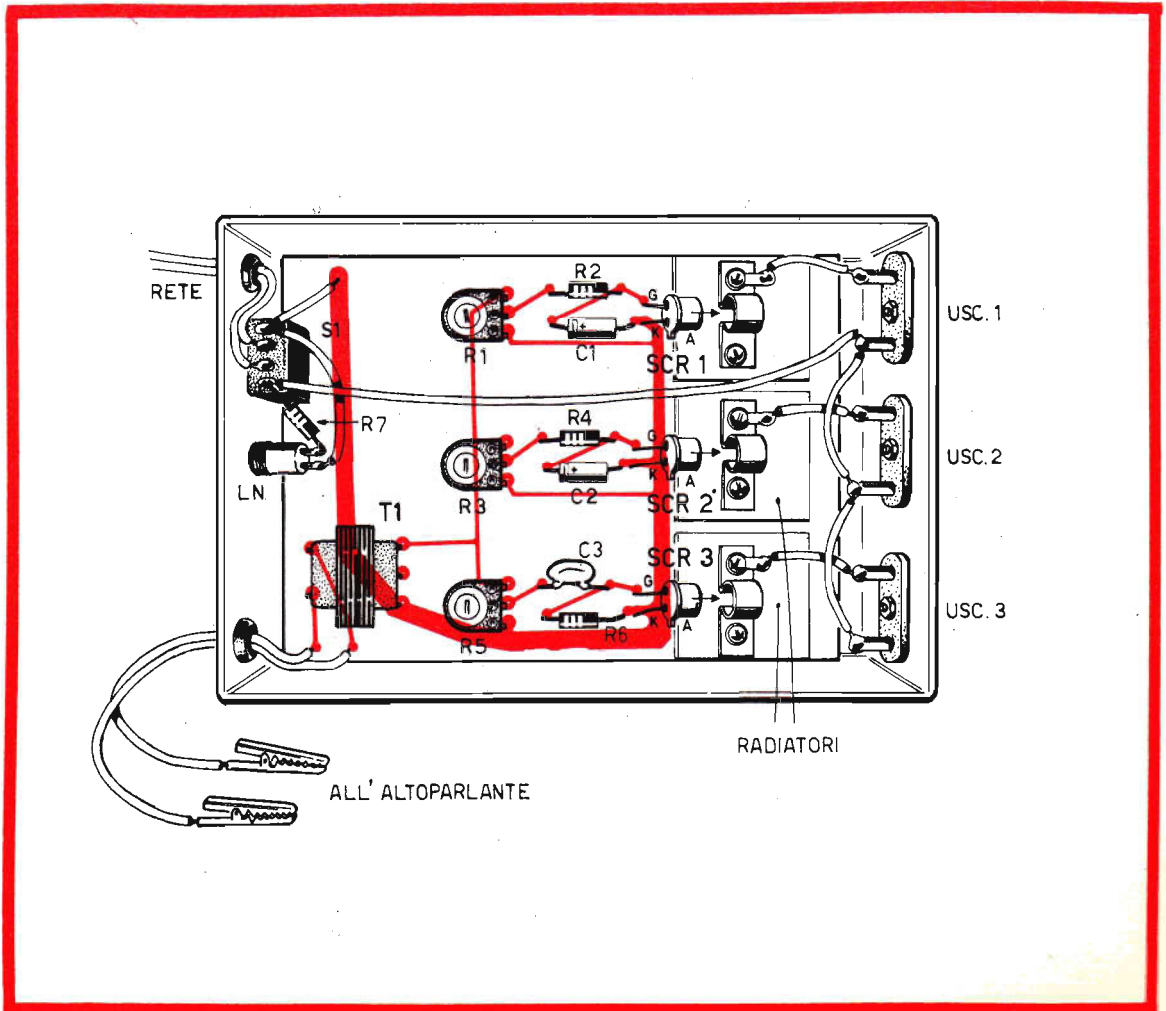 RETE
S1
R7
LN
T1
R1
R2
C1
G
K
A
SCR 1
USC. 1
R3
R4
C2
G
K
A
SCR 2
USC. 2
R5
C3
R6
G
K
A
SCR 3
USC. 3
RADIATORI
ALL' ALTOPARLANTE